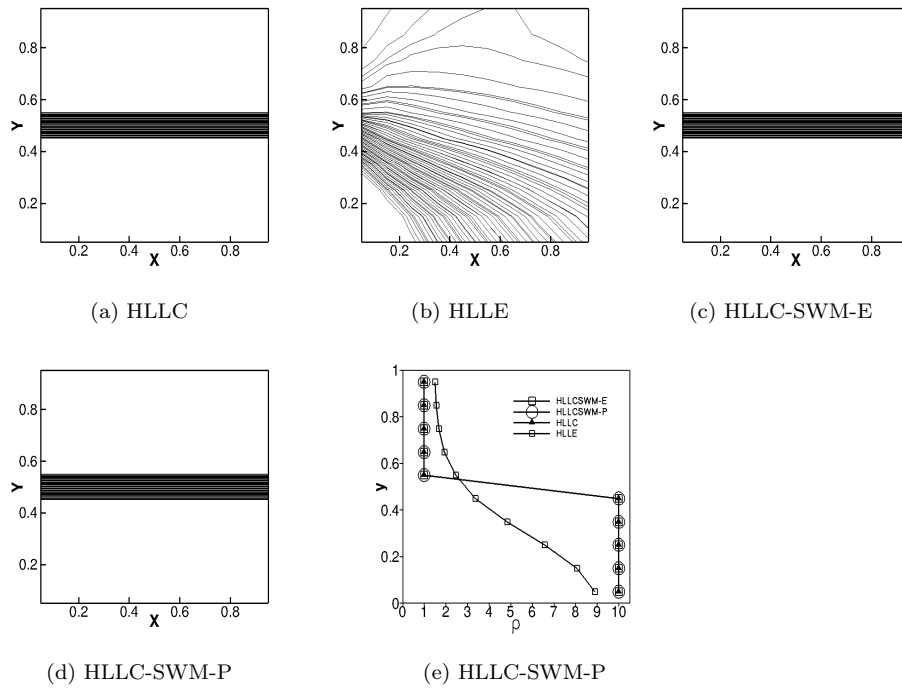 0.8
0.6
0.4
0.2
Y
0.2 0.4 0.6 0.8
X
(a) HLLC
0.8
0.6
0.4
0.2
Y
0.2 0.4 0.6 0.8
X
(b) HLLE
0.8
0.6
0.4
0.2
Y
0.2 0.4 0.6 0.8
X
(c) HLLC-SWM-E
0.8
0.6
0.4
0.2
Y
0.2 0.4 0.6 0.8
X
(d) HLLC-SWM-P
1
0.8
0.6
0.4
0.2
0
y
HLLCSWM-E
HLLCSWM-P
HLLC
HLLE
0 1 2 3 4 5 6 7 8 9 10
ρ
(e) HLLC-SWM-P